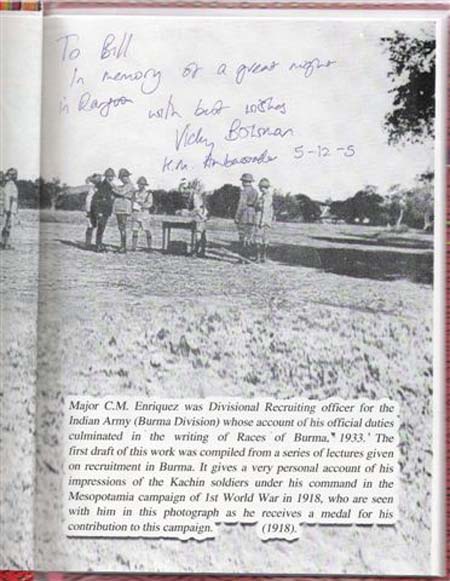 To Bill
In memory of a great night
in Rangoon with best wishes
Vicky Bowman
H.M. Ambassador 5-12-5
Major C.M. Enriquez was Divisional Recruiting officer for the
Indian Army (Burma Division) whose account of his official duties
culminated in the writing of Races of Burma," 1933.' The
first draft of this work was compiled from a series of lectures given
on recruitment in Burma. It gives a very personal account of his
impressions of the Kachin soldiers under his command in the
Mesopotamia campaign of 1st World War in 1918, who are seen
with him in this photograph as he receives a medal for his
contribution to this campaign. (1918).